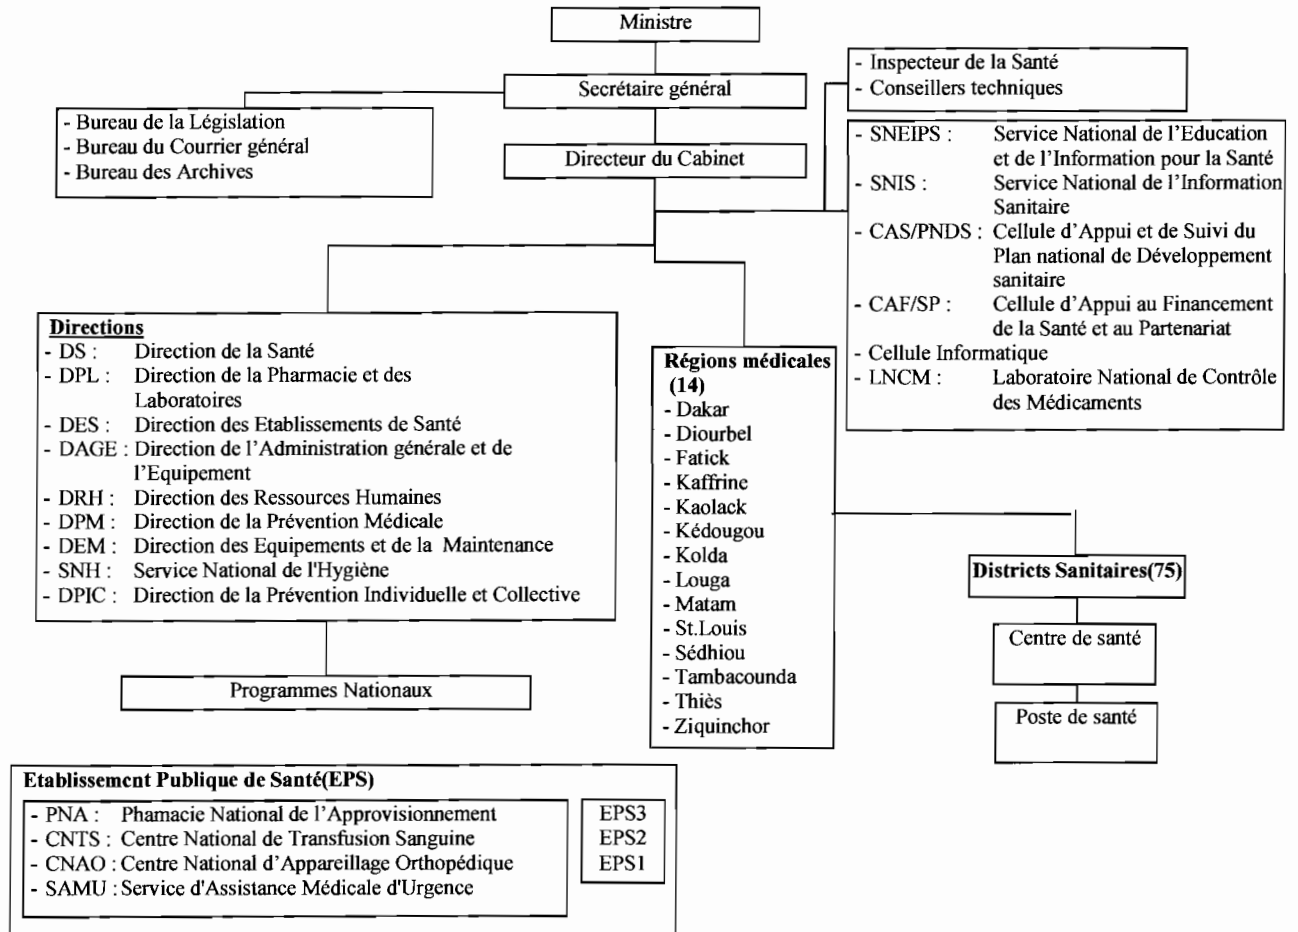 Ministre
Secrétaire général
- Inspecteur de la Santé
- Conseillers techniques
- Bureau de la Législation
- Bureau du Courrier général
- Bureau des Archives
Directeur du Cabinet
- SNEIPS : Service National de l'Education
et de l'Information pour la Santé
- SNIS : Service National de l'Information
Sanitaire
- CAS/PNDS : Cellule d'Appui et de Suivi du
Plan national de Développement
sanitaire
- CAF/SP : Cellule d'Appui au Financement
de la Santé et au Partenariat
- Cellule Informatique
- LNCM : Laboratoire National de Contrôle
des Médicaments
Directions
- DS : Direction de la Santé
- DPL : Direction de la Pharmacie et des
Laboratoires
- DES : Direction des Etablissements de Santé
- DAGE : Direction de l'Administration générale et de
l'Equipement
- DRH : Direction des Ressources Humaines
- DPM : Direction de la Prévention Médicale
- DEM : Direction des Equipements et de la Maintenance
- SNH : Service National de l'Hygiène
- DPIC : Direction de la Prévention Individuelle et Collective
Régions médicales
(14)
- Dakar
- Diourbel
- Fatick
- Kaffrine
- Kaolack
- Kédougou
- Kolda
- Louga
- Matam
- St.Louis
- Sédhiou
- Tambacounda
- Thiès
- Ziquinchor
Districts Sanitaires(75)
Centre de santé
Poste de santé
Programmes Nationaux
Etablissement Publique de Santé(EPS)
- PNA : Phamacie National de l'Approvisionnement
- CNTS : Centre National de Transfusion Sanguine
- CNAO : Centre National d'Appareillage Orthopédique
- SAMU : Service d'Assistance Médicale d'Urgence
EPS3
EPS2
EPS1